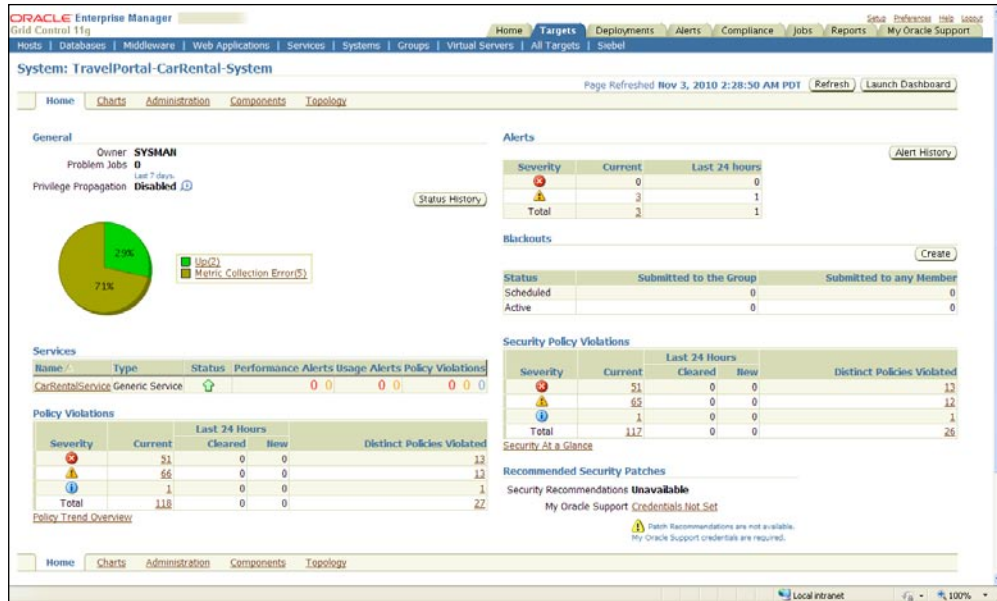 ORACLE Enterprise Manager
Grid Control 11g
Setup Preferences Help Logout
Home Targets Deployments Alerts Compliance Jobs Reports My Oracle Support
Hosts | Databases | Middleware | Web Applications | Services | Systems | Groups | Virtual Servers | All Targets | Siebel
System: TravelPortal-CarRental-System
Page Refreshed Nov 3, 2010 2:28:50 AM PDT Refresh Launch Dashboard
Home Charts Administration Components Topology
General
Owner SYSMAN
Problem Jobs 0
Last 7 days.
Privilege Propagation Disabled
Status History
29%
71%
Up(2)
Metric Collection Error(5)
Services
Name Type Status Performance Alerts Usage Alerts Policy Violations
CarRentalService Generic Service 0 0 0 0 0 0 0
Policy Violations
Last 24 Hours
Severity Current Cleared New Distinct Policies Violated
51 0 0 13
66 0 0 13
1 0 0 1
Total 118 0 0 27
Policy Trend Overview
Alerts
Alert History
Severity Current Last 24 hours
0 0
3 1
Total 3 1
Blackouts
Create
Status Submitted to the Group Submitted to any Member
Scheduled 0 0
Active 0 0
Security Policy Violations
Last 24 Hours
Severity Current Cleared New Distinct Policies Violated
51 0 0 13
65 0 0 12
1 0 0 1
Total 117 0 0 26
Security At a Glance
Recommended Security Patches
Security Recommendations Unavailable
My Oracle Support Credentials Not Set
Patch Recommendations are not available.
My Oracle Support credentials are required.
Home Charts Administration Components Topology
Local intranet 100%